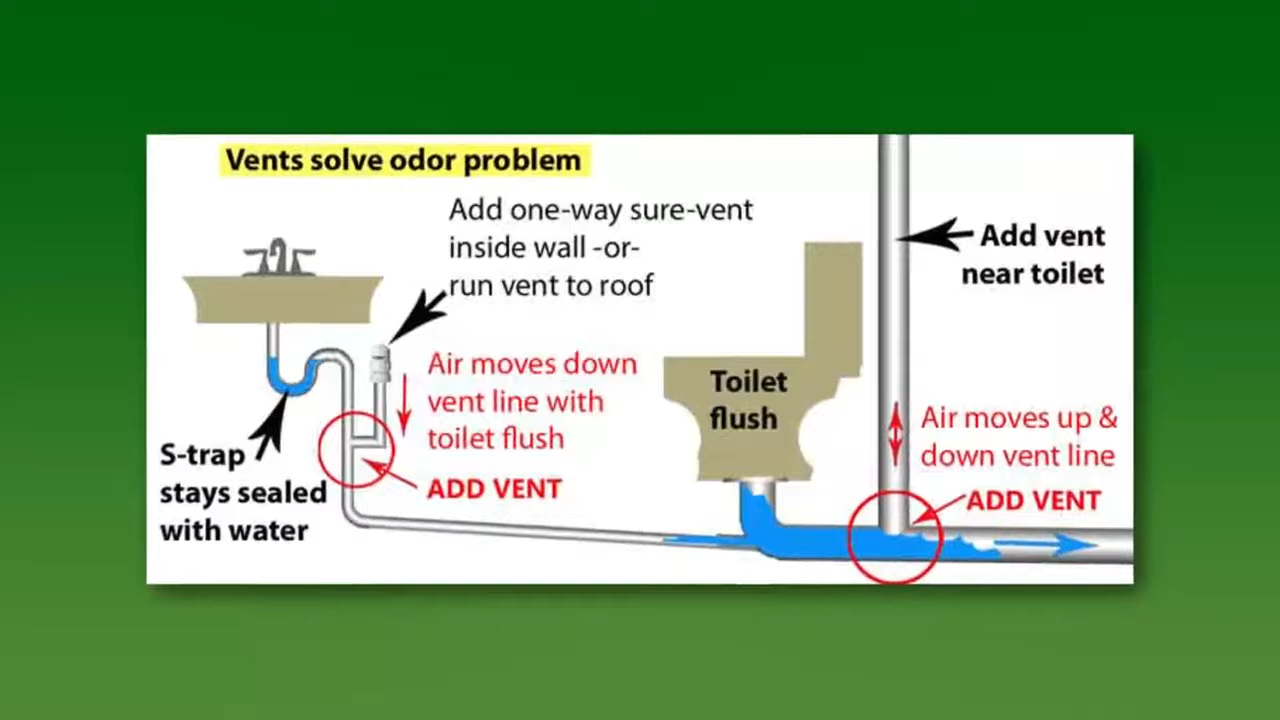 Vents solve odor problem
Add one-way sure-vent
inside wall -or-
run vent to roof
Add vent
near toilet
Air moves down
vent line with
toilet flush
Toilet
flush
Air moves up &
down vent line
S-trap
stays sealed
with water
ADD VENT
ADD VENT